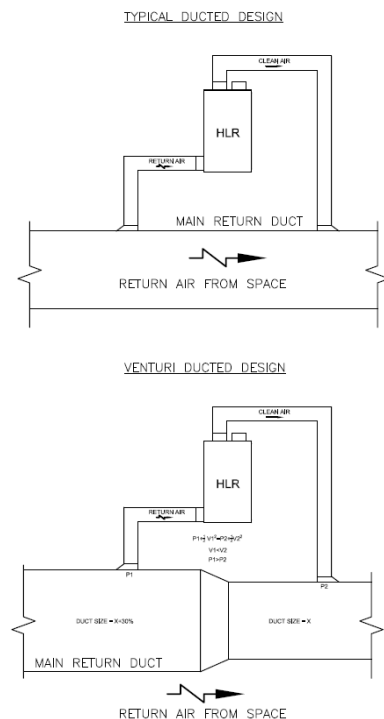 TYPICAL DUCTED DESIGN
CLEAN AIR
HLR
RETURN AIR
MAIN RETURN DUCT
RETURN AIR FROM SPACE
VENTURI DUCTED DESIGN
CLEAN AIR
HLR
RETURN AIR
V1<V2
P1>P2
P1
P2
DUCT SIZE = X+30%
DUCT SIZE = X
MAIN RETURN DUCT
RETURN AIR FROM SPACE